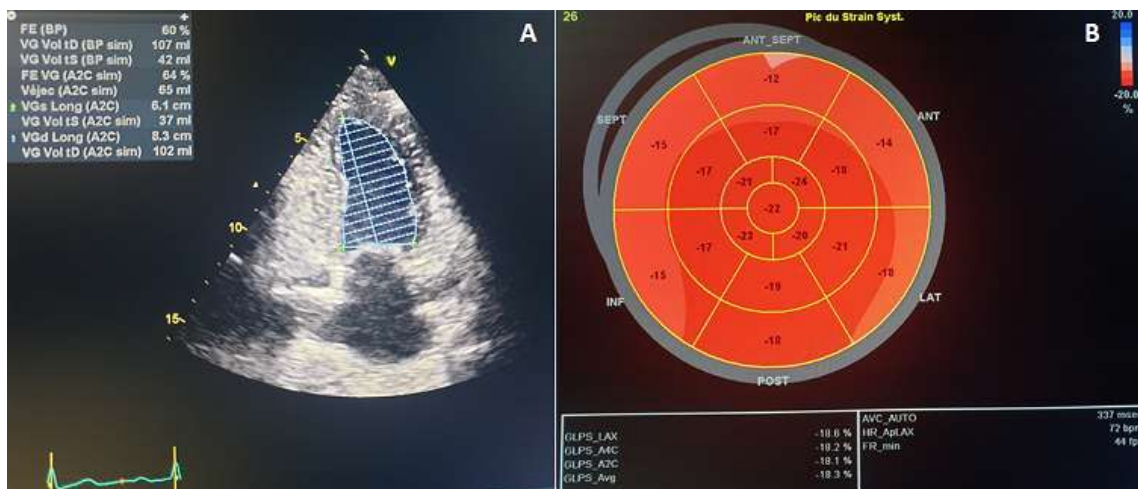 A
FE (BP) 60 %
VG Vol tD (BP sim) 107 ml
VG Vol tS (BP sim) 42 ml
FE VG (A2C sim) 64 %
Véjec (A2C sim) 65 ml
VGs Long (A2C) 6.1 cm
VG Vol tS (A2C sim) 37 ml
VGd Long (A2C) 8.3 cm
VG Vol tD (A2C sim) 102 ml
V
5
10
15
B
26
Pic du Strain Syst.
20.0
-20.0
%
ANT_SEPT
SEPT
ANT
INF
LAT
POST
-12
-15
-14
-17
-17
-18
-21
-24
-22
-23
-20
-17
-21
-15
-18
-19
-18
GLPS_LAX -18.6 %
GLPS_A4C -18.2 %
GLPS_A2C -18.1 %
GLPS_Avg -18.3 %
AVC_AUTO 337 msec
HR_ApLAX 72 bpm
FR_min 44 fp